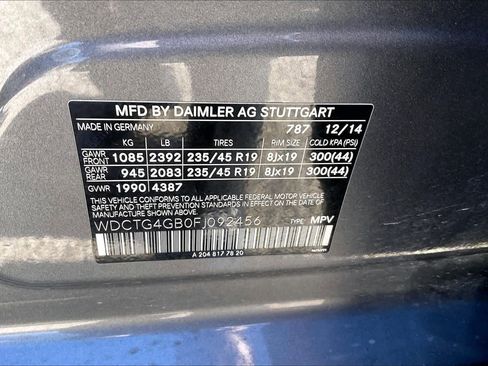 MFD BY DAIMLER AG STUTTGART
MADE IN GERMANY 787 12/14
KG LB TIRES RIM SIZE COLD KPA (PSI)
GAWR FRONT 1085 2392 235/45 R19 8Jx19 300(44)
GAWR REAR 945 2083 235/45 R19 8Jx19 300(44)
GVWR 1990 4387
THIS VEHICLE CONFORMS TO ALL APPLICABLE FEDERAL MOTOR VEHICLE
SAFETY STANDARDS IN EFFECT ON THE DATE OF MANUFACTURE SHOWN ABOVE.
WDCTG4GB0FJ092456 TYPE: MPV
A 204 817 78 20